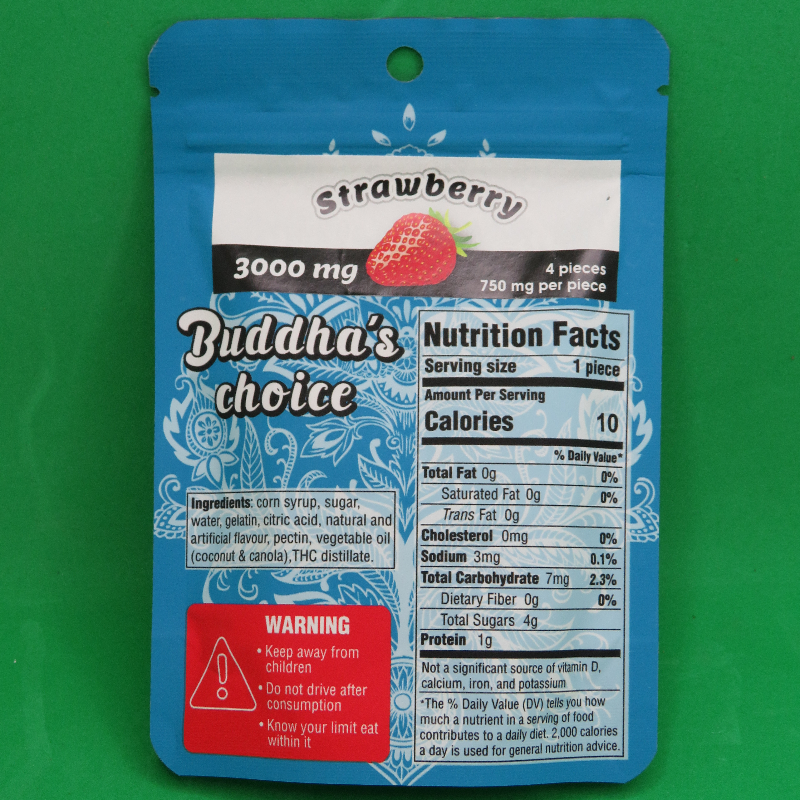 Strawberry
3000 mg
4 pieces
750 mg per piece
Buddha's
choice
Nutrition Facts
Serving size 1 piece
Amount Per Serving
Calories 10
% Daily Value*
Total Fat 0g 0%
Saturated Fat 0g 0%
Trans Fat 0g
Cholesterol 0mg 0%
Sodium 3mg 0.1%
Total Carbohydrate 7mg 2.3%
Dietary Fiber 0g 0%
Total Sugars 4g
Protein 1g
Not a significant source of vitamin D,
calcium, iron, and potassium
*The % Daily Value (DV) tells you how
much a nutrient in a serving of food
contributes to a daily diet. 2,000 calories
a day is used for general nutrition advice.
Ingredients: corn syrup, sugar,
water, gelatin, citric acid, natural and
artificial flavour, pectin, vegetable oil
(coconut & canola),THC distillate.
WARNING
• Keep away from
children
• Do not drive after
consumption
• Know your limit eat
within it